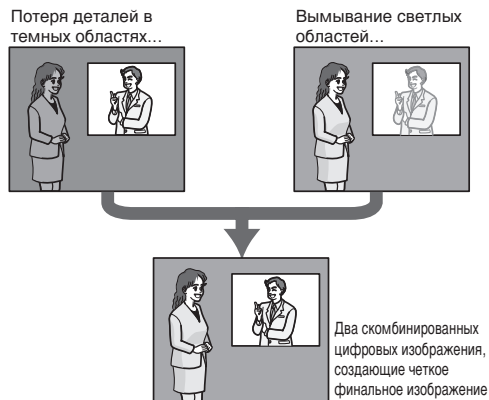 Потеря деталей в
темных областях...
Вымывание светлых
областей...
Два скомбинированных
цифровых изображения,
создающие четкое
финальное изображение